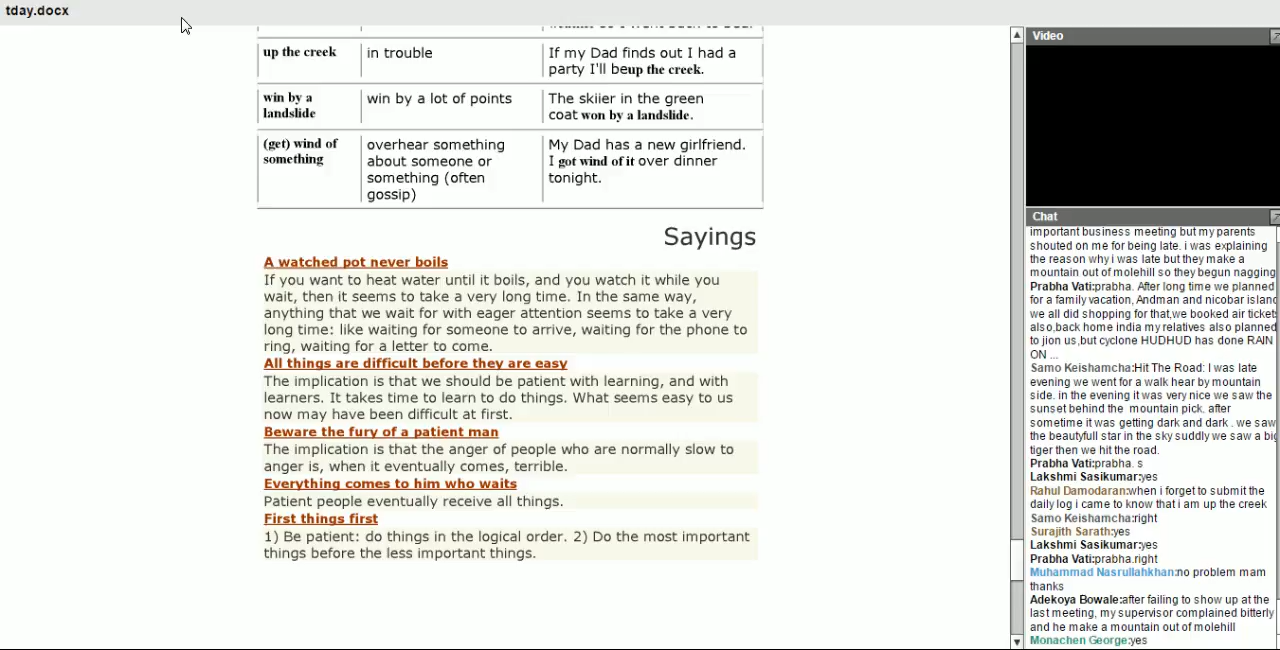 tday.docx
up the creek
in trouble
If my Dad finds out I had a
party I'll beup the creek.
win by a
landslide
win by a lot of points
The skiier in the green
coat won by a landslide.
(get) wind of
something
overhear something
about someone or
something (often
gossip)
My Dad has a new girlfriend.
I got wind of it over dinner
tonight.
Sayings
A watched pot never boils
If you want to heat water until it boils, and you watch it while you
wait, then it seems to take a very long time. In the same way,
anything that we wait for with eager attention seems to take a very
long time: like waiting for someone to arrive, waiting for the phone to
ring, waiting for a letter to come.
All things are difficult before they are easy
The implication is that we should be patient with learning, and with
learners. It takes time to learn to do things. What seems easy to us
now may have been difficult at first.
Beware the fury of a patient man
The implication is that the anger of people who are normally slow to
anger is, when it eventually comes, terrible.
Everything comes to him who waits
Patient people eventually receive all things.
First things first
1) Be patient: do things in the logical order. 2) Do the most important
things before the less important things.
Video
Chat
important business meeting but my parents
shouted on me for being late. i was explaining
the reason why i was late but they make a
mountain out of molehill so they begun nagging
Prabha Vati:prabha. After long time we planned
for a family vacation, Andman and nicobar island
we all did shopping for that,we booked air tickets
also,back home india my relatives also planned
to jion us,but cyclone HUDHUD has done RAIN
ON ...
Samo Keishamcha:Hit The Road: I was late
evening we went for a walk hear by mountain
side. in the evening it was very nice we saw the
sunset behind the mountain pick. after
sometime it was getting dark and dark . we saw
the beautyfull star in the sky suddly we saw a big
tiger then we hit the road.
Prabha Vati:prabha. s
Lakshmi Sasikumar:yes
Rahul Damodaran:when i forget to submit the
daily log i came to know that i am up the creek
Samo Keishamcha:right
Surajith Sarath:yes
Lakshmi Sasikumar:yes
Prabha Vati:prabha.right
Muhammad Nasrullahkhan:no problem mam
thanks
Adekoya Bowale:after failing to show up at the
last meeting, my supervisor complained bitterly
and he make a mountain out of molehill
Monachen George:yes